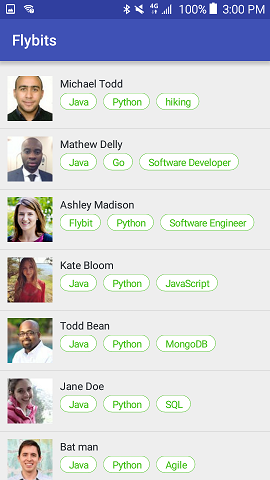 4G 100% 3:00 PM
Flybits
Michael Todd
Java Python hiking
Mathew Delly
Java Go Software Developer
Ashley Madison
Flybit Python Software Engineer
Kate Bloom
Java Python JavaScript
Todd Bean
Java Python MongoDB
Jane Doe
Java Python SQL
Bat man
Java Python Agile